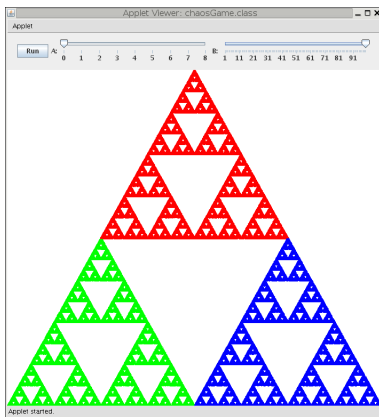 Applet Viewer: chaosGame.class
Applet
Run A: 0 1 2 3 4 5 6 7 8 B: 1 11 21 31 41 51 61 71 81 91
Applet started.